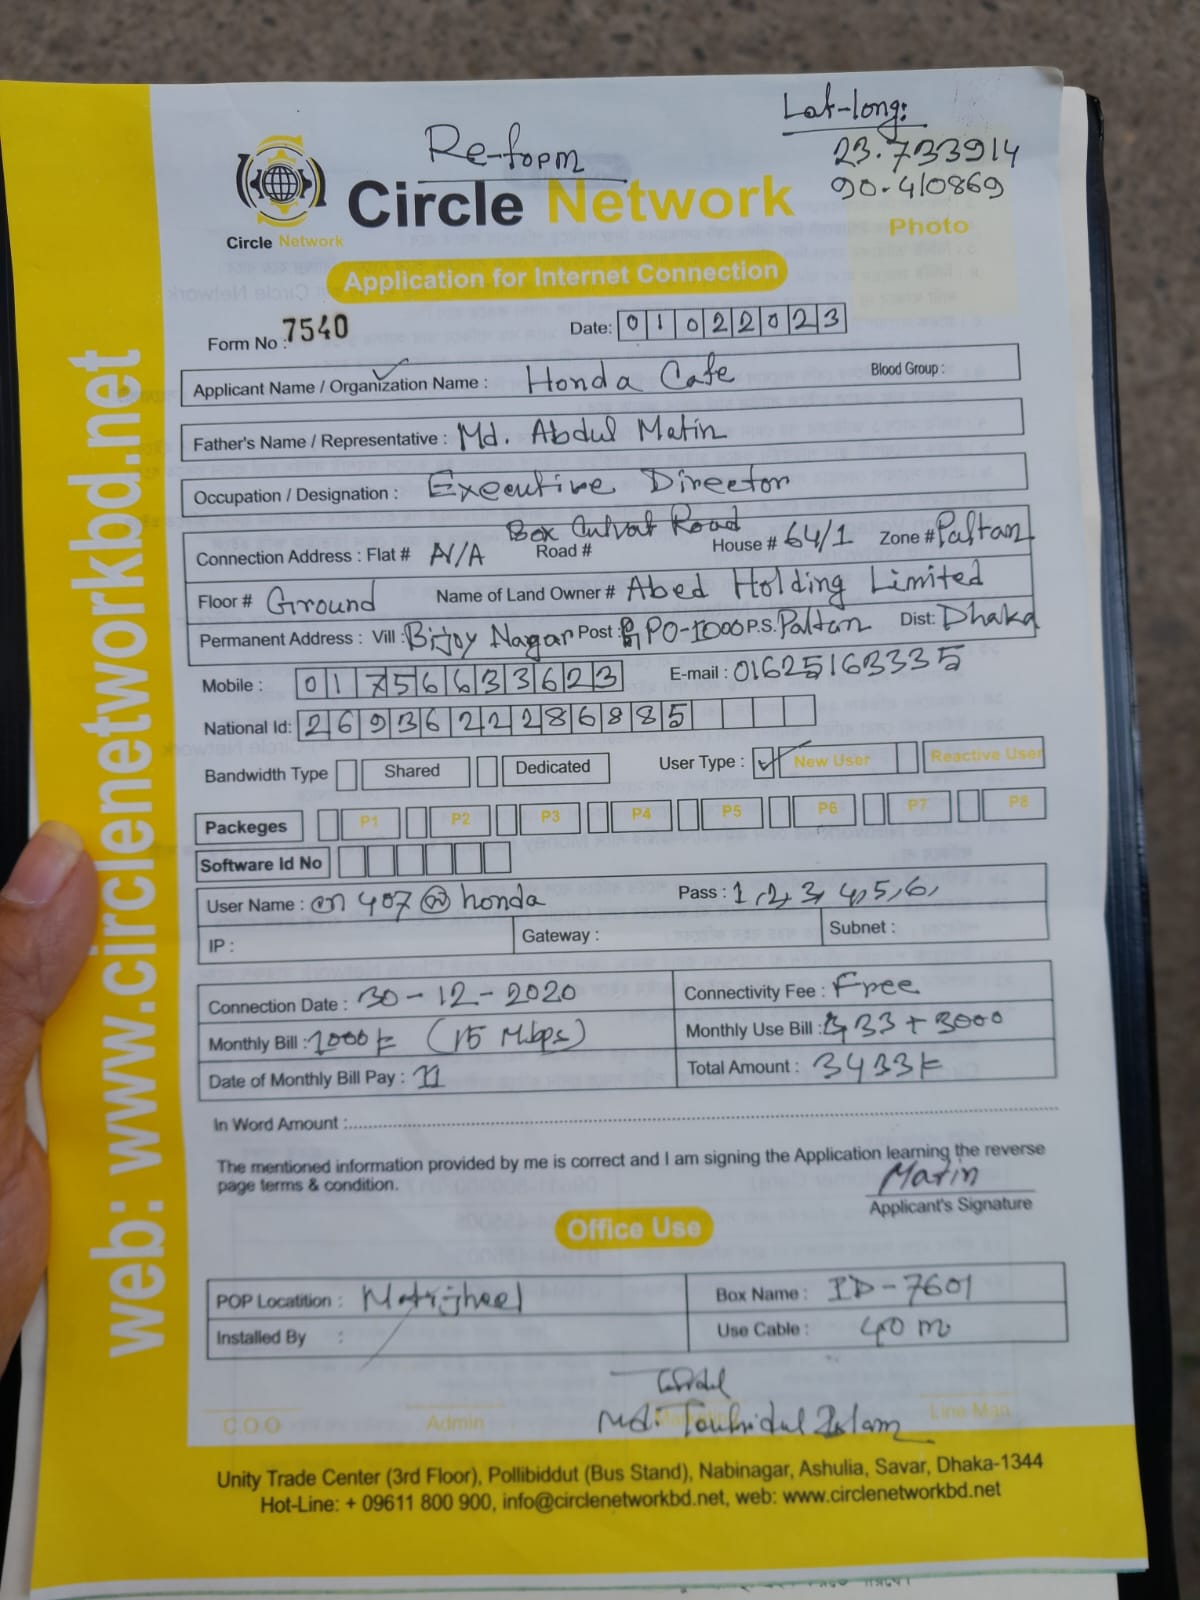 Lat-long:
Re-form
23.733914
90.410869
Circle Network
Circle Network
Photo
Application for Internet Connection
Form No : 7540 Date: 01022023
Applicant Name / Organization Name : Honda Cafe Blood Group :
Father's Name / Representative : Md. Abdul Matin
Occupation / Designation : Executive Director
Box Culvat Road
Connection Address : Flat # N/A Road # House # 64/1 Zone # Paltan
Floor # Ground Name of Land Owner # Abed Holding Limited
Permanent Address : Vill : Bijoy Nagar Post : PO-1000 P.S. Paltan Dist: Dhaka
Mobile : 01756633623 E-mail : 01625163335
National Id: 2693622286885
Bandwidth Type Shared Dedicated User Type : ✓ New User Reactive User
Packeges P1 P2 P3 P4 P5 P6 P7 P8
Software Id No
User Name : cn 407@honda Pass : 1,2,3,4,5,6,
IP : Gateway : Subnet :
Connection Date : 30-12-2020 Connectivity Fee : Free
Monthly Bill : 1000 (15 Mbps) Monthly Use Bill : 433 + 3000
Date of Monthly Bill Pay : 11 Total Amount : 3433
In Word Amount :
The mentioned information provided by me is correct and I am signing the Application learning the reverse
page terms & condition.
Matin
Applicant's Signature
Office Use
POP Locatition : Motijheel Box Name : ID-7601
Installed By : Use Cable : 40 m
C.O.O Admin Line Man
Md. Touhidul Islam
Unity Trade Center (3rd Floor), Pollibiddut (Bus Stand), Nabinagar, Ashulia, Savar, Dhaka-1344
Hot-Line: + 09611 800 900, info@circlenetworkbd.net, web: www.circlenetworkbd.net
web: www.circlenetworkbd.net